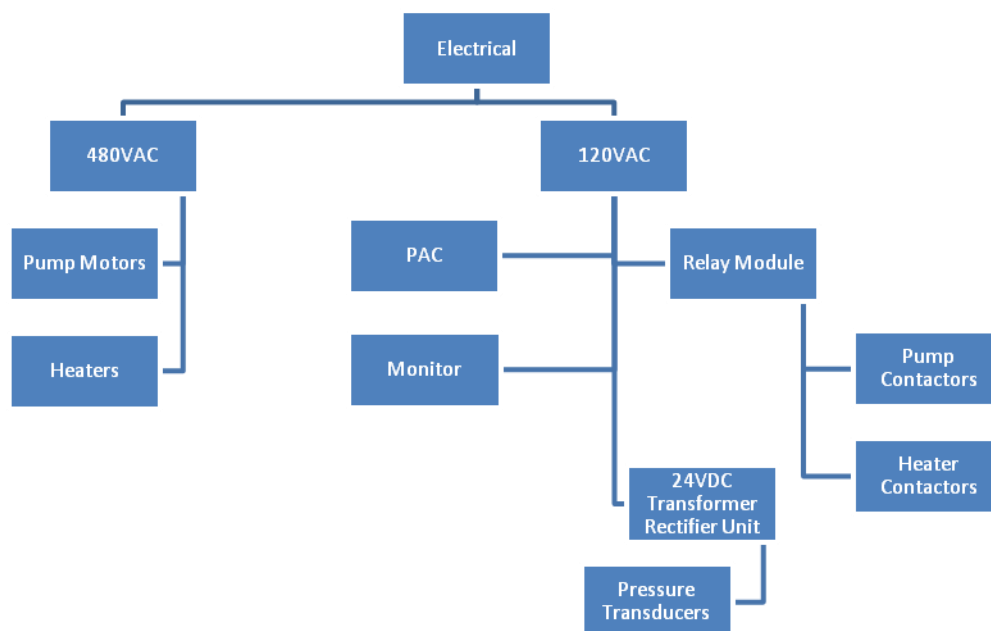 Electrical
480VAC
120VAC
Pump Motors
PAC
Relay Module
Heaters
Monitor
Pump
Contactors
Heater
Contactors
24VDC
Transformer
Rectifier Unit
Pressure
Transducers